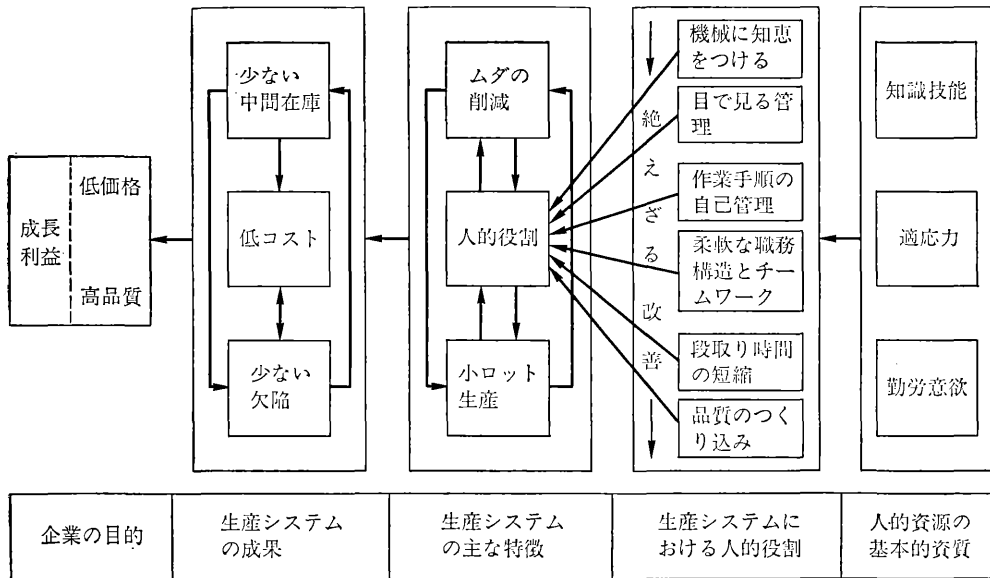 低価格
成長
利益
高品質
少ない
中間在庫
低コスト
少ない
欠陥
ムダの
削減
人的役割
小ロット
生産
絶えざる改善
機械に知恵
をつける
目で見る管
理
作業手順の
自己管理
柔軟な職務
構造とチー
ムワーク
段取り時間
の短縮
品質のつく
り込み
知識技能
適応力
勤労意欲
企業の目的
生産システム
の成果
生産システム
の主な特徴
生産システムに
おける人的役割
人的資源の
基本的資質